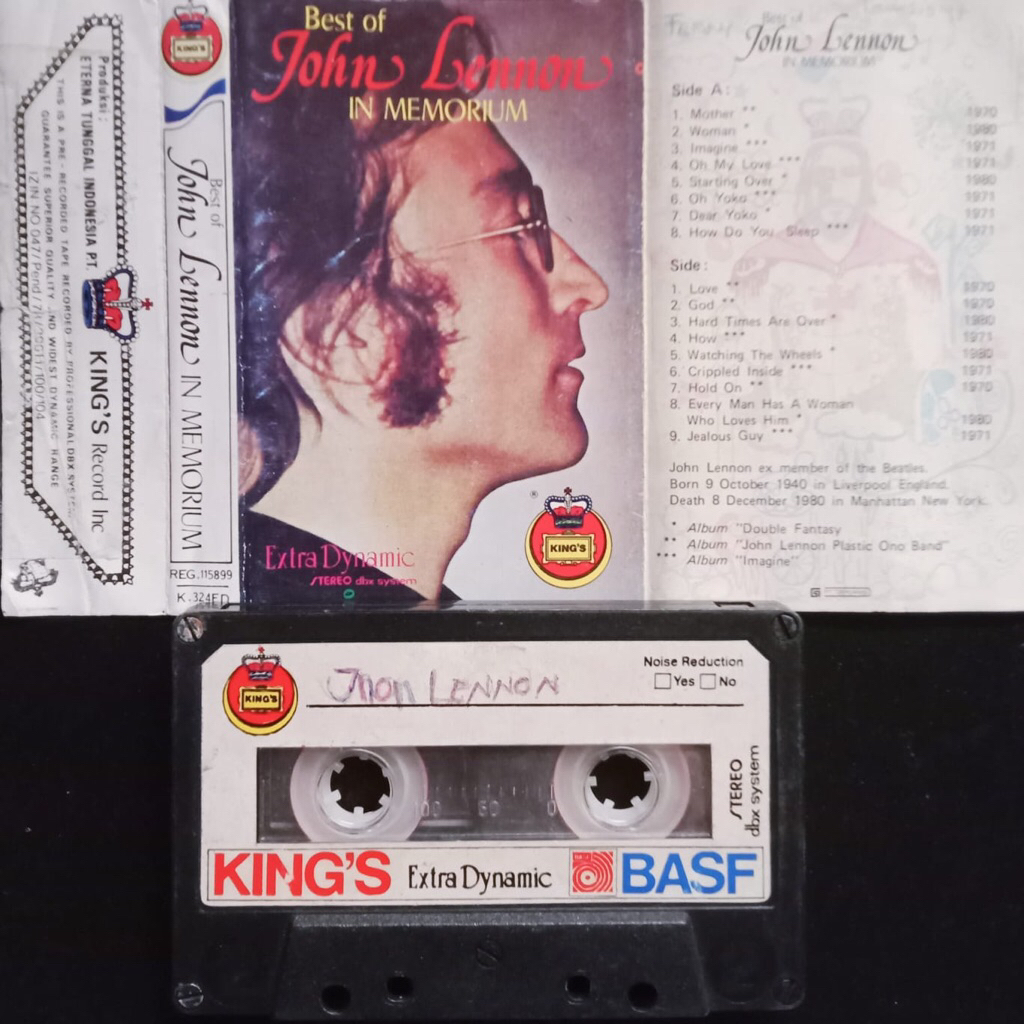 Produksi :
ETERNA TUNGGAL INDONESIA PT. KING'S Record Inc
THIS IS A PRE - RECORDED TAPE RECORDED BY PROFESSIONAL DBX
GUARANTEE SUPERIOR QUALITY AND WIDEST DYNAMIC RANGE
IZIN NO 047 / Pend /
KING'S
Best of
John Lennon IN MEMORIUM
REG. 115899
K - 324ED
Best of
John Lennon
IN MEMORIUM
Extra Dynamic
STEREO dbx system
®
KING'S
Best of
John Lennon
IN MEMORIUM
Side A :
1. Mother ** 1970
2. Woman * 1980
3. Imagine *** 1971
4. Oh My Love *** 1971
5. Starting Over * 1980
6. Oh Yoko *** 1971
7. Dear Yoko * 1971
8. How Do You Sleep *** 1971
Side :
1. Love ** 1970
2. God ** 1970
3. Hard Times Are Over * 1980
4. How *** 1971
5. Watching The Wheels * 1980
6. Crippled Inside *** 1971
7. Hold On ** 1970
8. Every Man Has A Woman
Who Loves Him * 1980
9. Jealous Guy *** 1971
John Lennon ex member of the Beatles.
Born 9 October 1940 in Liverpool England.
Death 8 December 1980 in Manhattan New York.
* Album "Double Fantasy
** Album "John Lennon Plastic Ono Band"
*** Album "Imagine"
KING'S
Jhon LENNON
Noise Reduction
Yes No
100 50 0
STEREO
dbx system
KING'S Extra Dynamic BASF